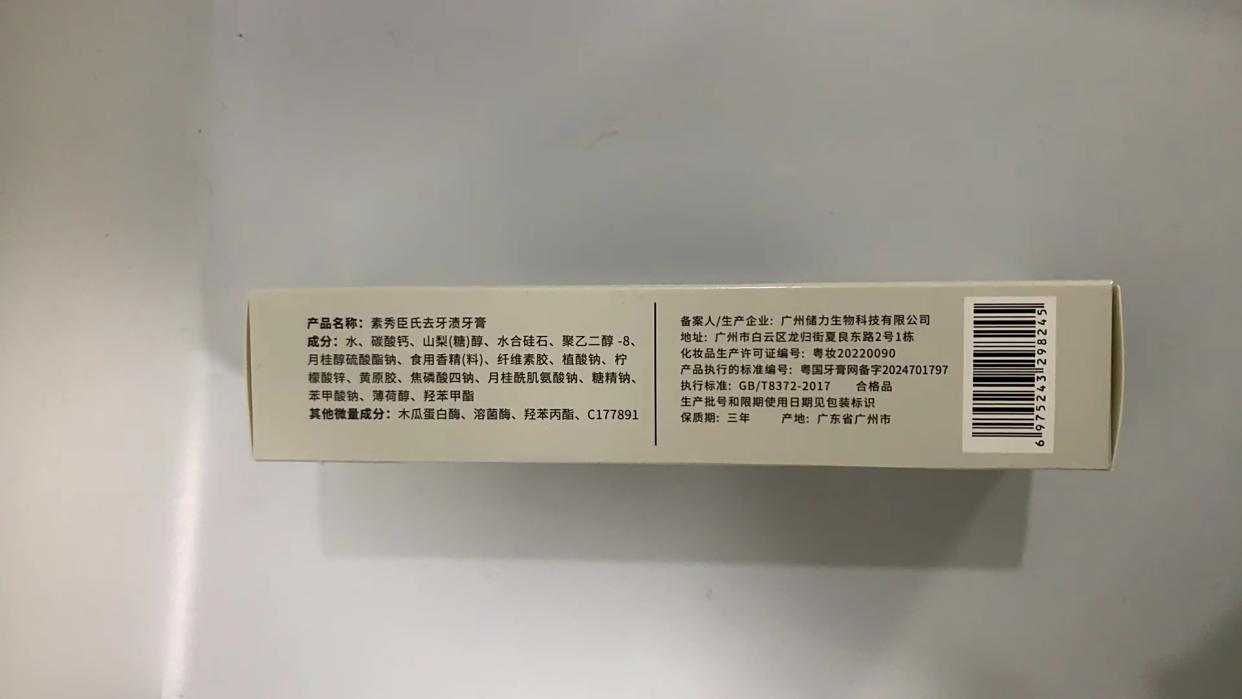 产品名称：素秀臣氏去牙渍牙膏
成分：水、碳酸钙、山梨(糖)醇、水合硅石、聚乙二醇 -8、
月桂醇硫酸酯钠、食用香精(料)、纤维素胶、植酸钠、柠
檬酸锌、黄原胶、焦磷酸四钠、月桂酰肌氨酸钠、糖精钠、
苯甲酸钠、薄荷醇、羟苯甲酯
其他微量成分：木瓜蛋白酶、溶菌酶、羟苯丙酯、C177891
备案人/生产企业：广州储力生物科技有限公司
地址：广州市白云区龙归街夏良东路2号1栋
化妆品生产许可证编号：粤妆20220090
产品执行的标准编号：粤国牙膏网备字2024701797
执行标准：GB/T8372-2017 合格品
生产批号和限期使用日期见包装标识
保质期：三年 产地：广东省广州市
6 975243 298245